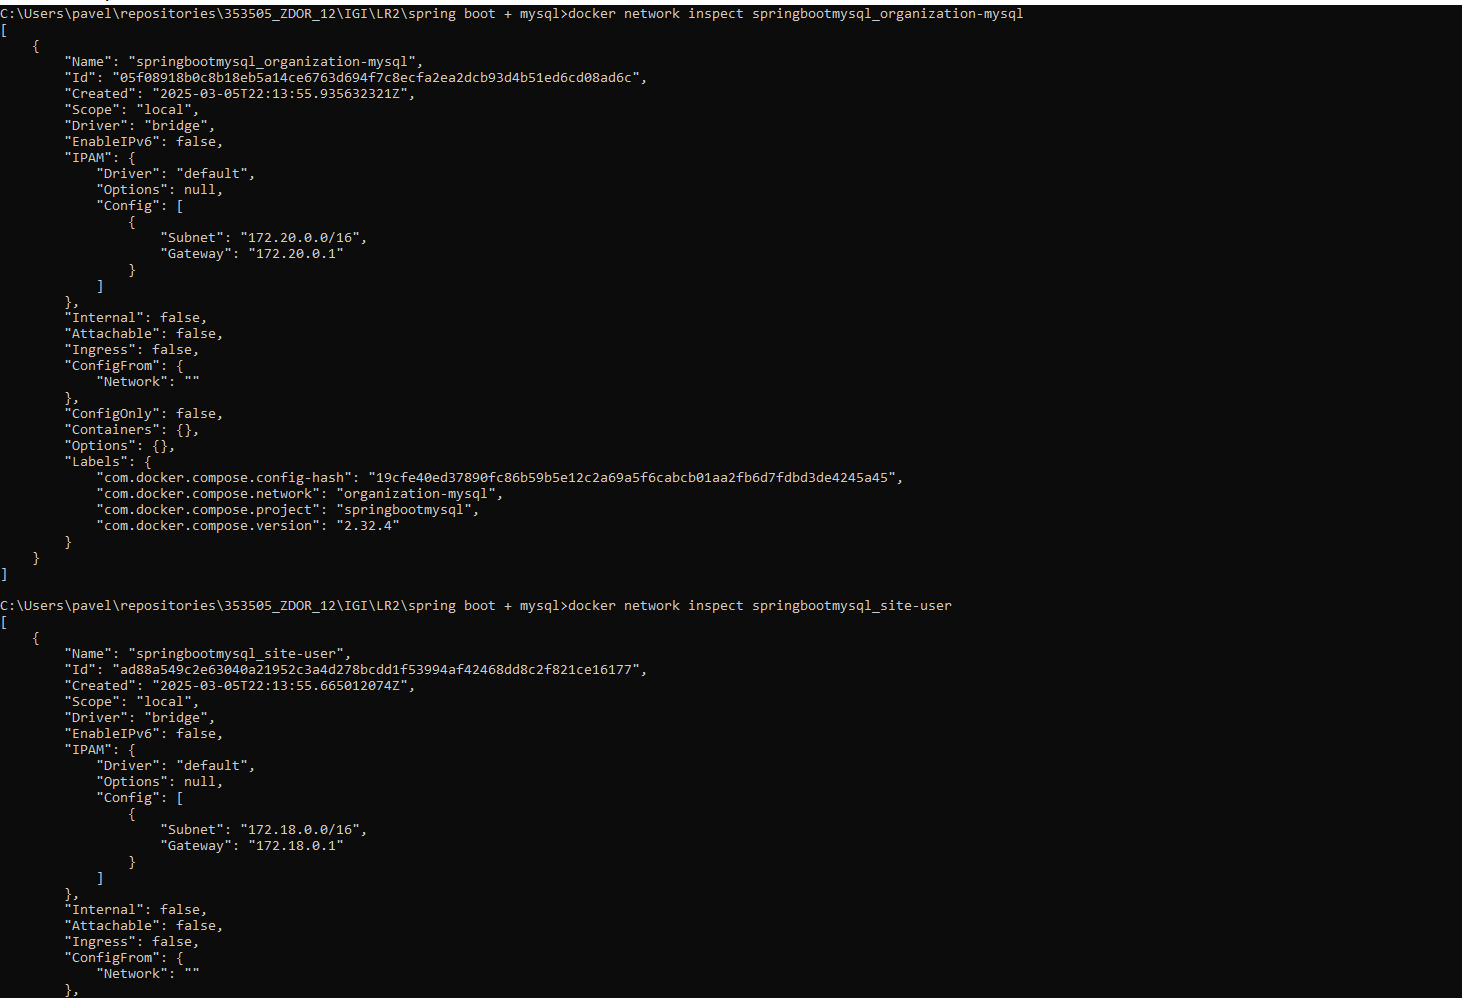 C:\Users\pavel\repositories\353505_ZDOR_12\IGI\LR2\spring boot + mysql>docker network inspect springbootmysql_organization-mysql
[
    {
        "Name": "springbootmysql_organization-mysql",
        "Id": "05f08918b0c8b18eb5a14ce6763d694f7c8ecfa2ea2dcb93d4b51ed6cd08ad6c",
        "Created": "2025-03-05T22:13:55.935632321Z",
        "Scope": "local",
        "Driver": "bridge",
        "EnableIPv6": false,
        "IPAM": {
            "Driver": "default",
            "Options": null,
            "Config": [
                {
                    "Subnet": "172.20.0.0/16",
                    "Gateway": "172.20.0.1"
                }
            ]
        },
        "Internal": false,
        "Attachable": false,
        "Ingress": false,
        "ConfigFrom": {
            "Network": ""
        },
        "ConfigOnly": false,
        "Containers": {},
        "Options": {},
        "Labels": {
            "com.docker.compose.config-hash": "19cfe40ed37890fc86b59b5e12c2a69a5f6cabcb01aa2fb6d7fdbd3de4245a45",
            "com.docker.compose.network": "organization-mysql",
            "com.docker.compose.project": "springbootmysql",
            "com.docker.compose.version": "2.32.4"
        }
    }
]
C:\Users\pavel\repositories\353505_ZDOR_12\IGI\LR2\spring boot + mysql>docker network inspect springbootmysql_site-user
[
    {
        "Name": "springbootmysql_site-user",
        "Id": "ad88a549c2e63040a21952c3a4d278bcdd1f53994af42468dd8c2f821ce16177",
        "Created": "2025-03-05T22:13:55.665012074Z",
        "Scope": "local",
        "Driver": "bridge",
        "EnableIPv6": false,
        "IPAM": {
            "Driver": "default",
            "Options": null,
            "Config": [
                {
                    "Subnet": "172.18.0.0/16",
                    "Gateway": "172.18.0.1"
                }
            ]
        },
        "Internal": false,
        "Attachable": false,
        "Ingress": false,
        "ConfigFrom": {
            "Network": ""
        },